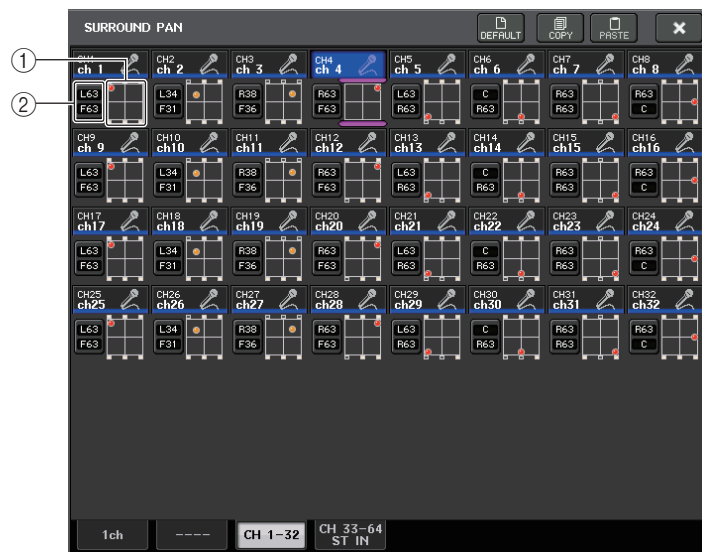 SURROUND PAN DEFAULT COPY PASTE
① ②
CH1 CH2 CH3 CH4 CH5 CH6 CH7 CH8
ch 1 ch 2 ch 3 ch 4 ch 5 ch 6 ch 7 ch 8
L63 L34 R38 R63 L63 C R63 R63
F63 F31 F36 F63 R63 R63 R63 C
CH9 CH10 CH11 CH12 CH13 CH14 CH15 CH16
ch 9 ch10 ch11 ch12 ch13 ch14 ch15 ch16
L63 L34 R38 R63 L63 C R63 R63
F63 F31 F36 F63 R63 R63 R63 C
CH17 CH18 CH19 CH20 CH21 CH22 CH23 CH24
ch17 ch18 ch19 ch20 ch21 ch22 ch23 ch24
L63 L34 R38 R63 L63 C R63 R63
F63 F31 F36 F63 R63 R63 R63 C
CH25 CH26 CH27 CH28 CH29 CH30 CH31 CH32
ch25 ch26 ch27 ch28 ch29 ch30 ch31 ch32
L63 L34 R38 R63 L63 C R63 R63
F63 F31 F36 F63 R63 R63 R63 C
1ch ---- CH 1-32 CH 33-64
ST IN